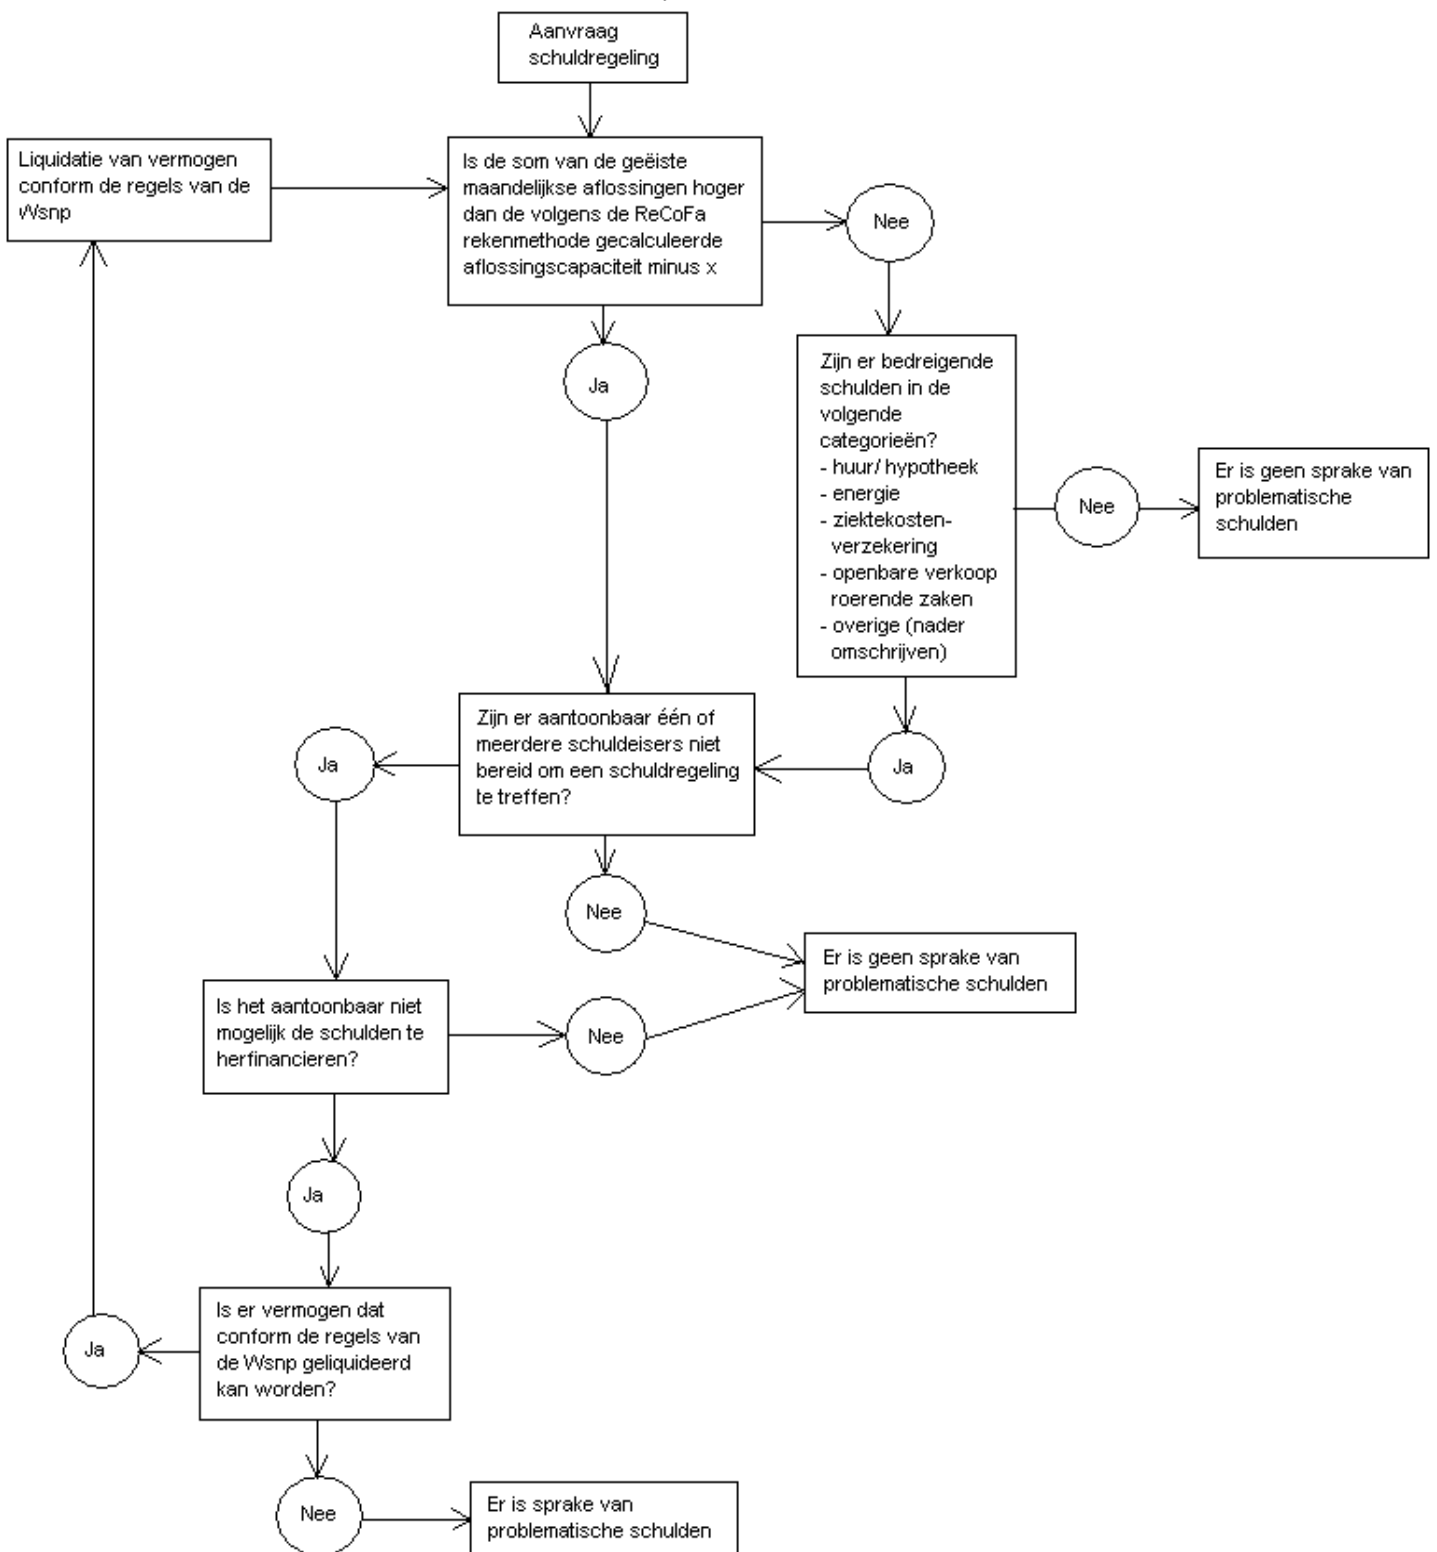 Aanvraag
schuldregeling
Liquidatie van vermogen
conform de regels van de
Wsnp
Is de som van de geëiste
maandelijkse aflossingen hoger
dan de volgens de ReCoFa
rekenmethode gecalculeerde
aflossingscapaciteit minus x
Nee
Ja
Zijn er bedreigende
schulden in de
volgende
categorieën?
- huur/ hypotheek
- energie
- ziektekosten-
verzekering
- openbare verkoop
roerende zaken
- overige (nader
omschrijven)
Nee
Er is geen sprake van
problematische
schulden
Ja
Zijn er aantoonbaar één of
meerdere schuldeisers niet
bereid om een schuldregeling
te treffen?
Ja
Nee
Er is geen sprake van
problematische schulden
Is het aantoonbaar niet
mogelijk de schulden te
herfinancieren?
Nee
Ja
Is er vermogen dat
conform de regels van
de Wsnp geliquideerd
kan worden?
Ja
Nee
Er is sprake van
problematische schulden